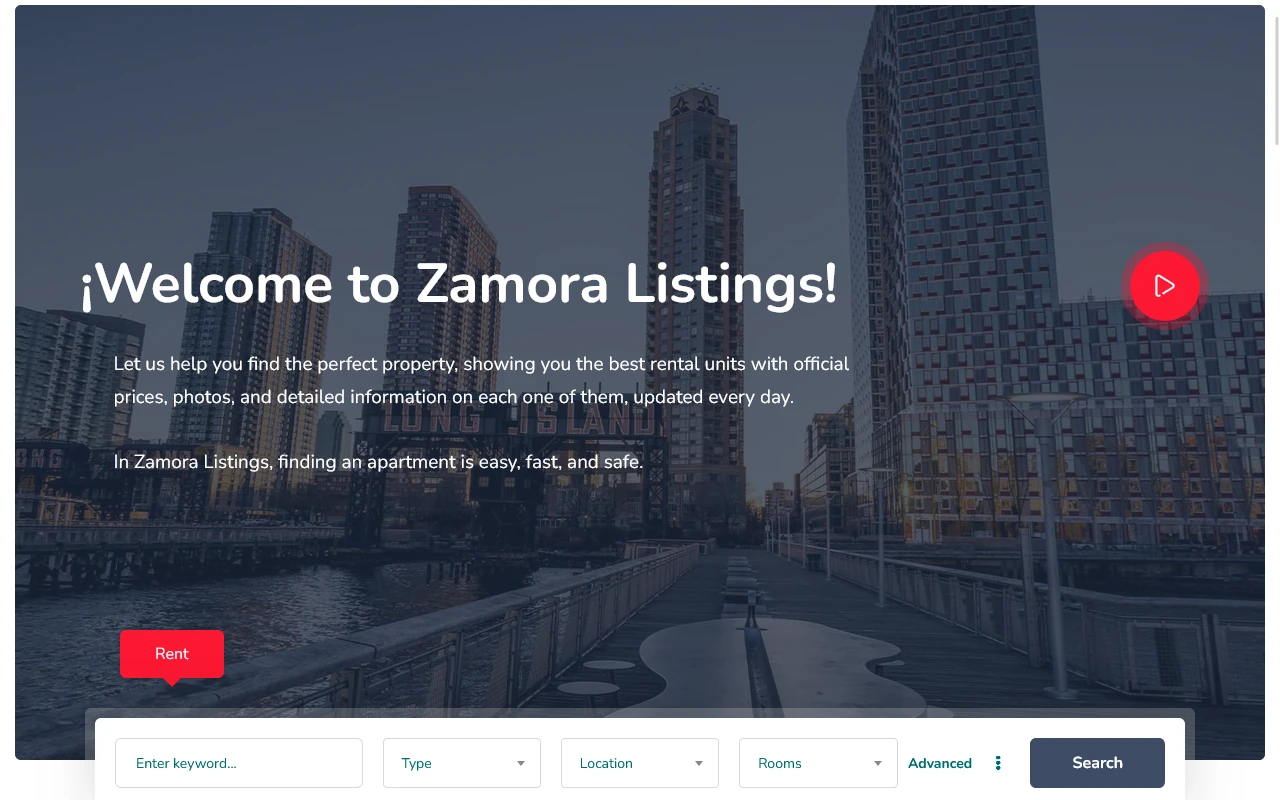 ¡Welcome to Zamora Listings!
Let us help you find the perfect property, showing you the best rental units with official
prices, photos, and detailed information on each one of them, updated every day.
LONG ISLAND
ONG
In Zamora Listings, finding an apartment is easy, fast, and safe.
Rent
Enter keyword...
Type
Location
Rooms
Advanced
Search